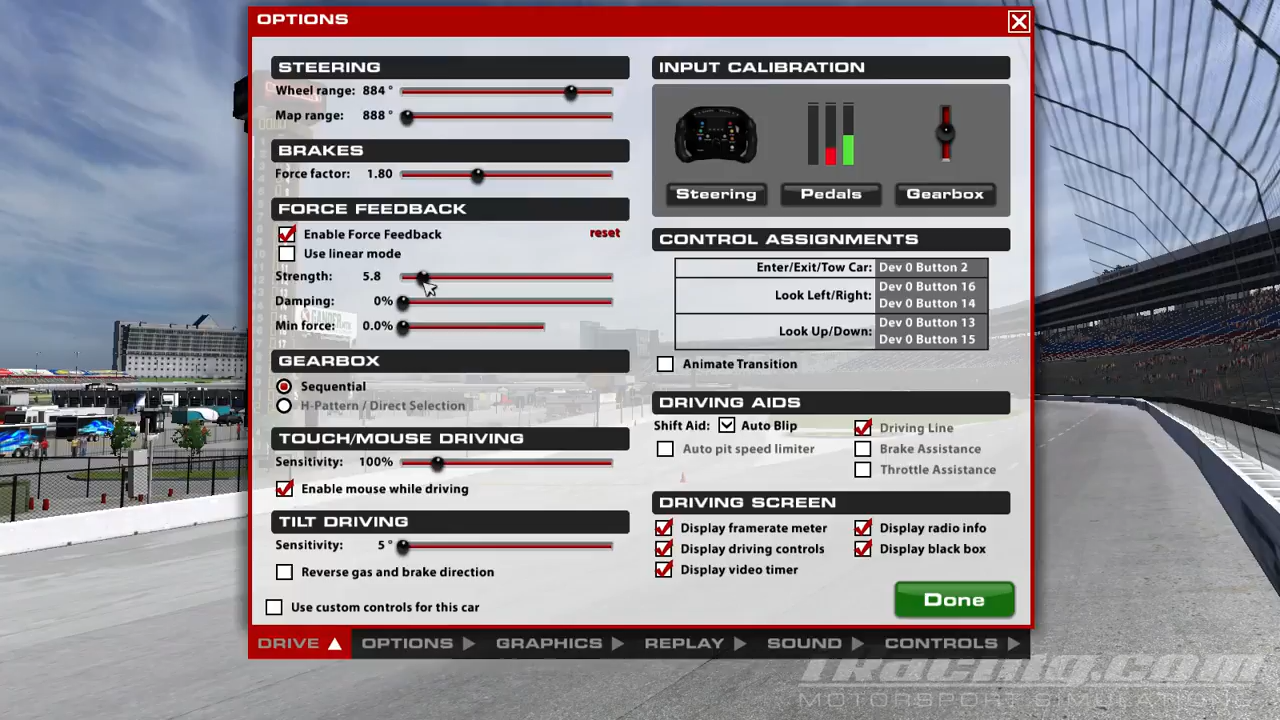 OPTIONS
STEERING
Wheel range: 884 °
Map range: 888 °
BRAKES
Force factor: 1.80
FORCE FEEDBACK
Enable Force Feedback
reset
Use linear mode
Strength: 5.8
Damping: 0%
Min force: 0.0%
GEARBOX
Sequential
H-Pattern / Direct Selection
TOUCH/MOUSE DRIVING
Sensitivity: 100%
Enable mouse while driving
TILT DRIVING
Sensitivity: 5 °
Reverse gas and brake direction
Use custom controls for this car
INPUT CALIBRATION
Steering
Pedals
Gearbox
CONTROL ASSIGNMENTS
Enter/Exit/Tow Car: Dev 0 Button 2
Look Left/Right: Dev 0 Button 16
Dev 0 Button 14
Look Up/Down: Dev 0 Button 13
Dev 0 Button 15
Animate Transition
DRIVING AIDS
Shift Aid: Auto Blip
Driving Line
Auto pit speed limiter
Brake Assistance
Throttle Assistance
DRIVING SCREEN
Display framerate meter
Display radio info
Display driving controls
Display black box
Display video timer
Done
DRIVE
OPTIONS
GRAPHICS
REPLAY
SOUND
CONTROLS
iRacing.com
MOTORSPORT SIMULATIONS